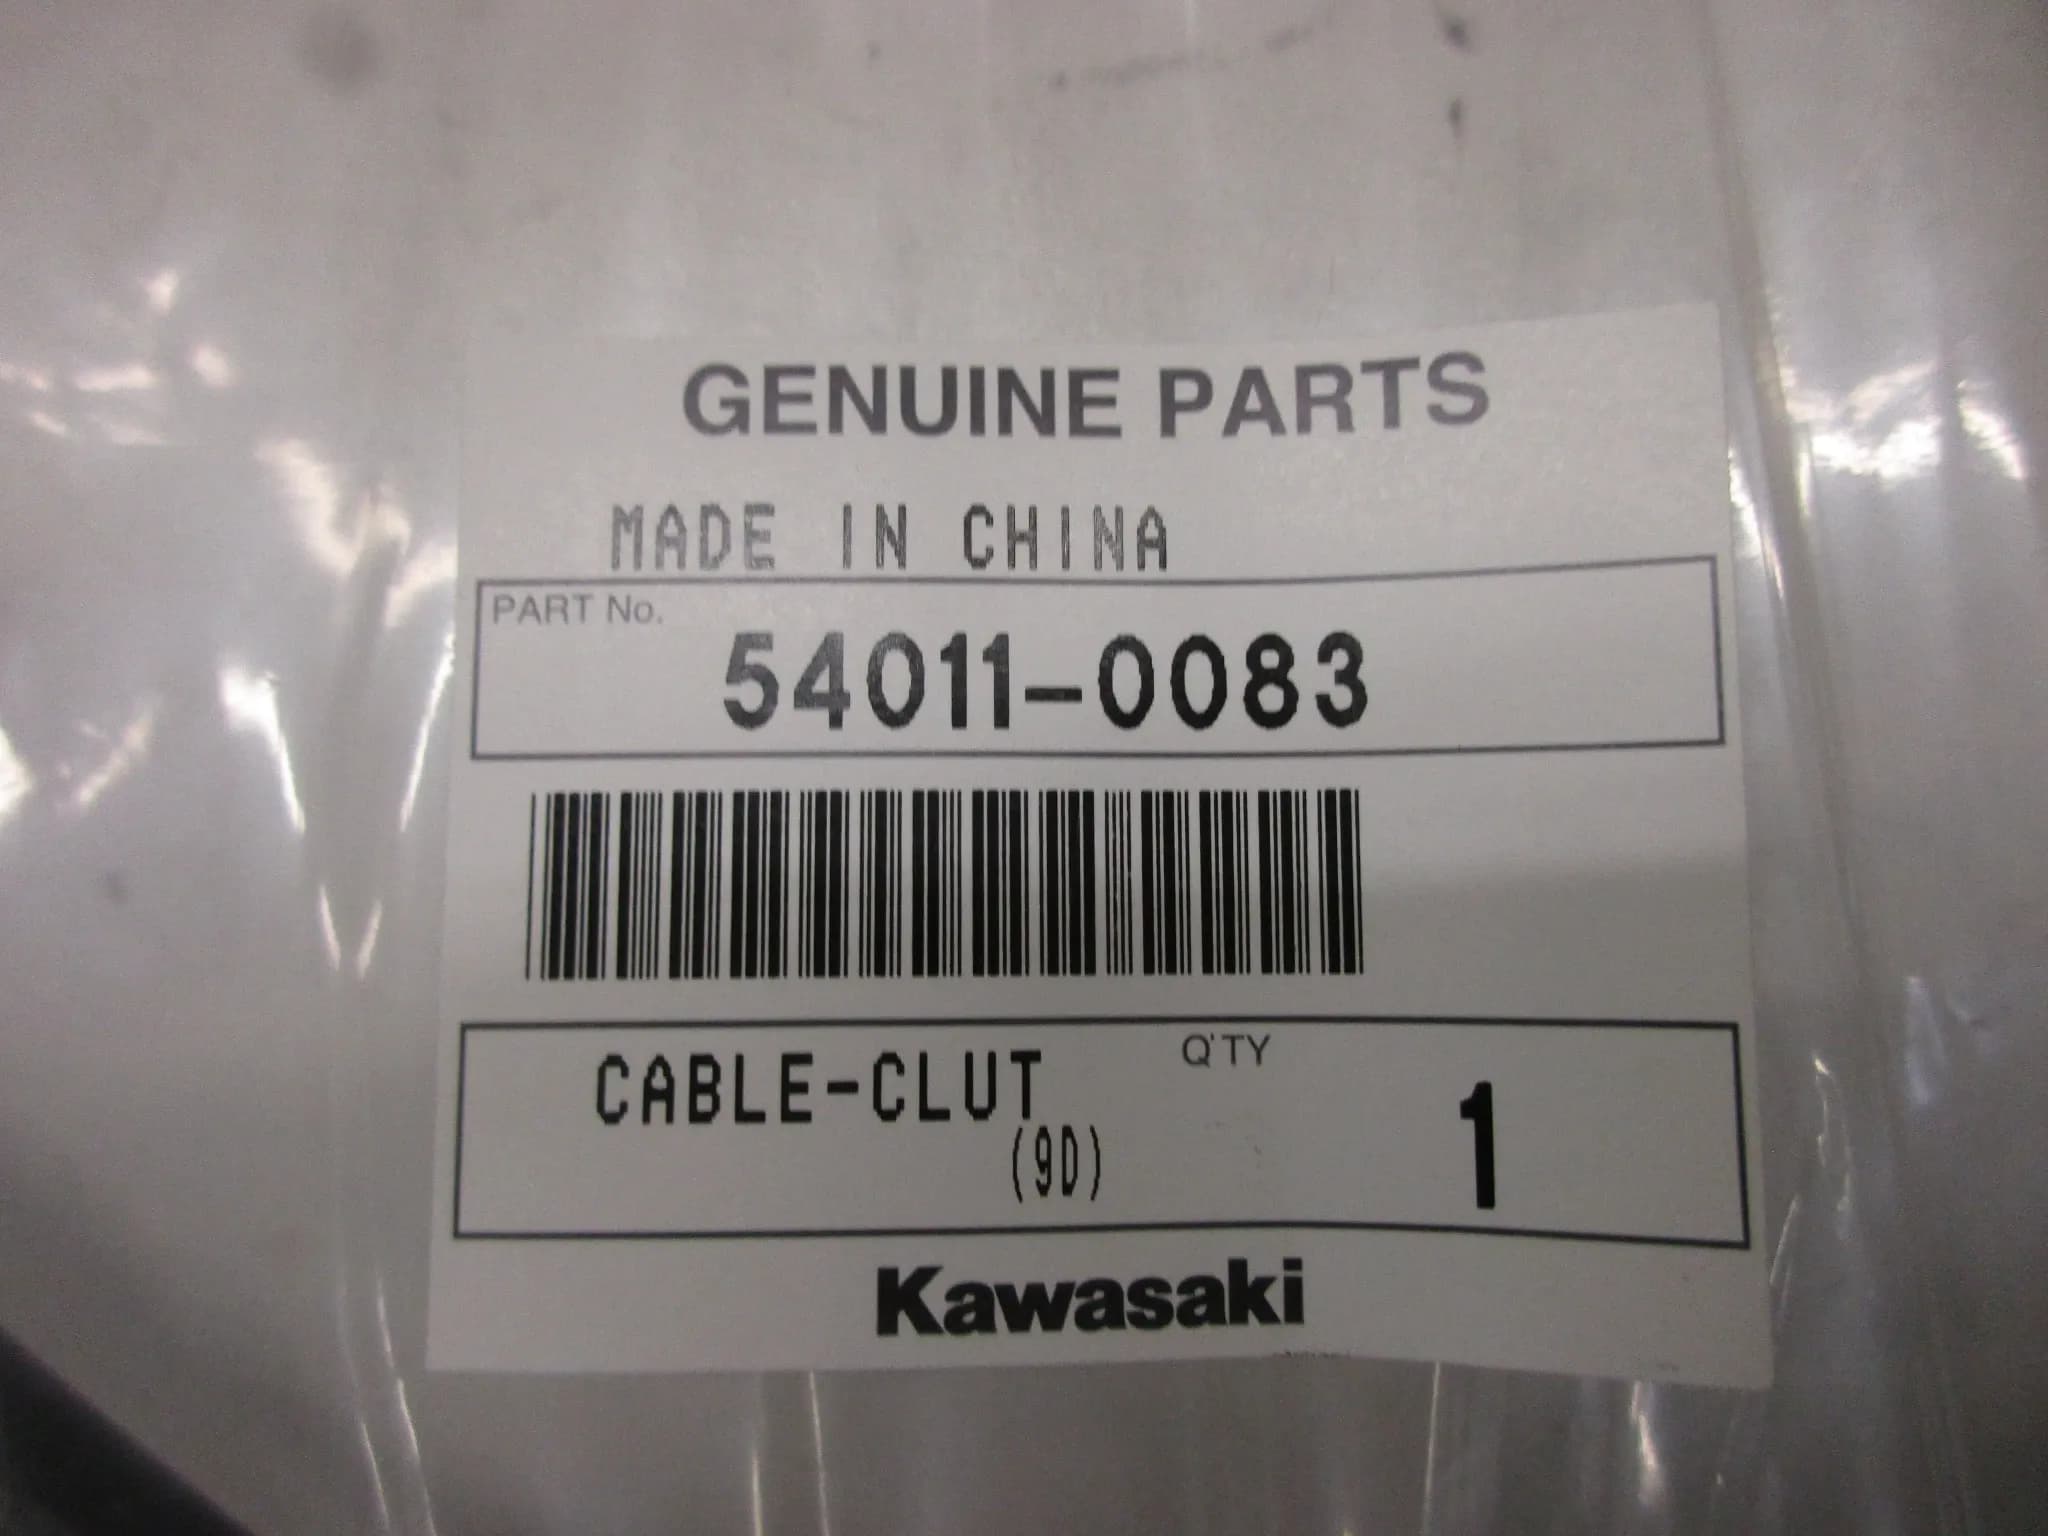 GENUINE PARTS
MADE IN CHINA
PART No.
54011-0083
CABLE-CLUT Q'TY
(9D) 1
Kawasaki